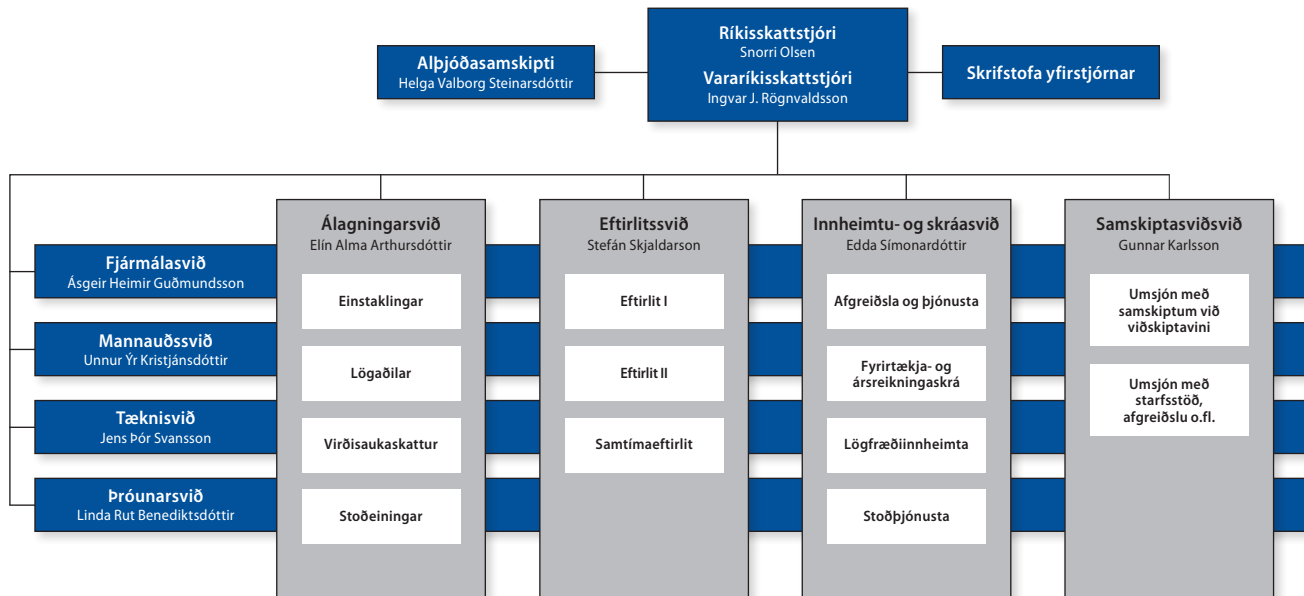 Ríkisskattstjóri
Snorri Olsen
Vararíkisskattstjóri
Ingvar J. Rögnvaldsson
Alþjóðasamskipti
Helga Valborg Steinarsdóttir
Skrifstofa yfirstjórnar
Fjármálasvið
Ásgeir Heimir Guðmundsson
Mannauðssvið
Unnur Ýr Kristjánsdóttir
Tæknisvið
Jens Þór Svansson
Þróunarsvið
Linda Rut Benediktsdóttir
Álagningarsvið
Elín Alma Arthursdóttir
Einstaklingar
Lögaðilar
Virðisaukaskattur
Stoðeiningar
Eftirlitssvið
Stefán Skjaldarson
Eftirlit I
Eftirlit II
Samtímaeftirlit
Innheimtu- og skráasvið
Edda Símonardóttir
Afgreiðsla og þjónusta
Fyrirtækja- og
ársreikningaskrá
Lögfræðiinnheimta
Stoðþjónusta
Samskiptasviðsvið
Gunnar Karlsson
Umsjón með
samskiptum við
viðskiptavini
Umsjón með
starfsstöð,
afgreiðslu o.fl.